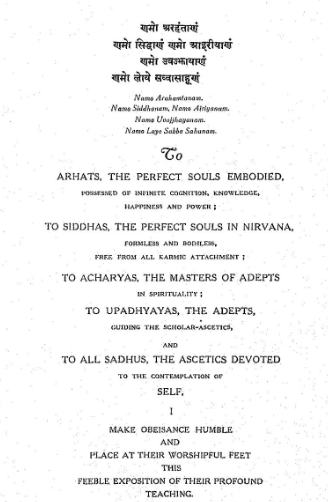 णमो अरहंताणं
णमो सिद्धाणं णमो आइरीयाणं
णमो उवज्झायाणं
णमो लोये सव्वासाहूणं
Namo Arahantanam.
Namo Siddhanam, Namo Airiyanam.
Namo Uvajjhayanam.
Namo Laye Sabbe Sahunam.
To
ARHATS, THE PERFECT SOULS EMBODIED,
POSSESSED OF INFINITE COGNITION, KNOWLEDGE,
HAPPINESS AND POWER ;
TO SIDDHAS, THE PERFECT SOULS IN NIRVANA,
FORMLESS AND BODILESS,
FREE FROM ALL KARMIC ATTACHMENT ;
TO ACHARYAS, THE MASTERS OF ADEPTS
IN SPIRITUALITY ;
TO UPADHYAYAS, THE ADEPTS,
GUIDING THE SCHOLAR-ASCETICS,
AND
TO ALL SADHUS, THE ASCETICS DEVOTED
TO THE CONTEMPLATION OF
SELF,
I
MAKE OBEISANCE HUMBLE
AND
PLACE AT THEIR WORSHIPFUL FEET
THIS
FEEBLE EXPOSITION OF THEIR PROFOUND
TEACHING.